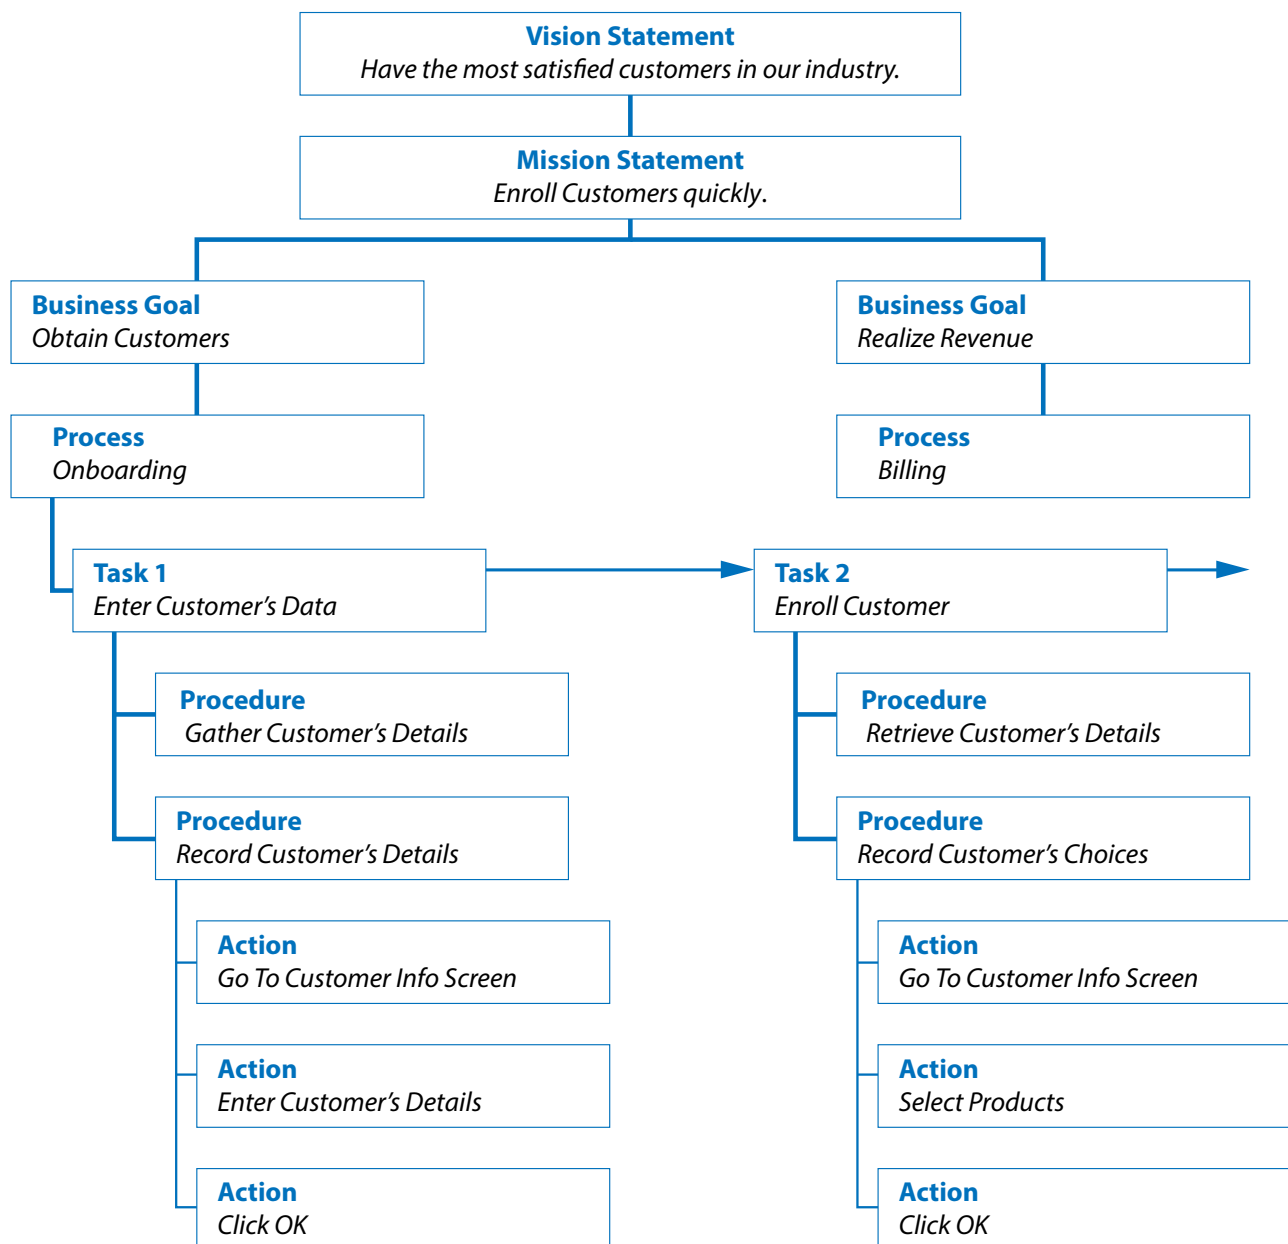 Vision Statement
Have the most satisfied customers in our industry.
Mission Statement
Enroll Customers quickly.
Business Goal
Obtain Customers
Business Goal
Realize Revenue
Process
Onboarding
Process
Billing
Task 1
Enter Customer’s Data
Task 2
Enroll Customer
Procedure
Gather Customer’s Details
Procedure
Retrieve Customer’s Details
Procedure
Record Customer’s Details
Procedure
Record Customer’s Choices
Action
Go To Customer Info Screen
Action
Go To Customer Info Screen
Action
Enter Customer’s Details
Action
Select Products
Action
Click OK
Action
Click OK